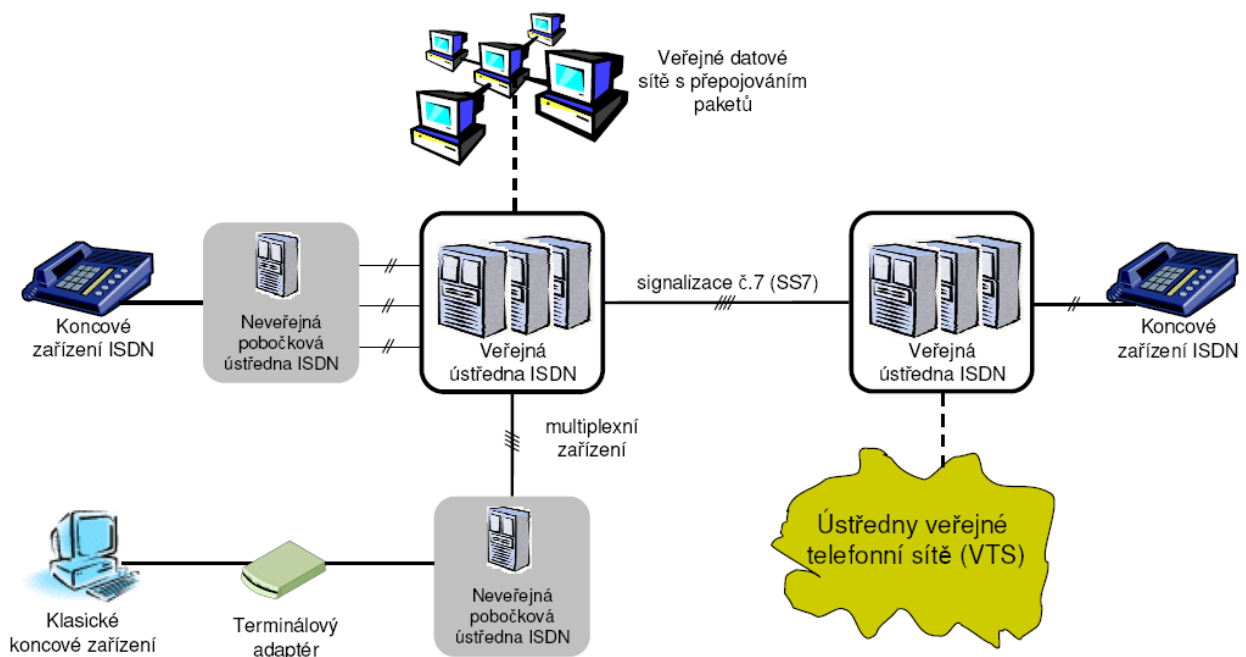 Veřejné datové
sítě s přepojováním
paketů
Koncové
zařízení ISDN
Neveřejná
pobočková
ústředna ISDN
Veřejná
ústředna ISDN
signalizace č.7 (SS7)
Veřejná
ústředna ISDN
Koncové
zařízení ISDN
multiplexní
zařízení
Ústředny veřejné
telefonní sítě (VTS)
Klasické
koncové zařízení
Terminálový
adaptér
Neveřejná
pobočková
ústředna ISDN